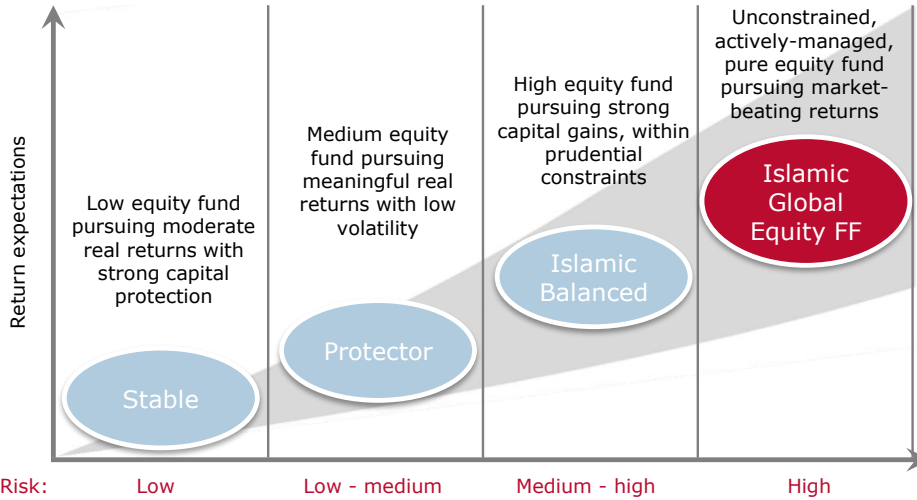 Return expectations
Low equity fund
pursuing moderate
real returns with
strong capital
protection
Stable
Medium equity
fund pursuing
meaningful real
returns with low
volatility
Protector
High equity fund
pursuing strong
capital gains, within
prudential
constraints
Islamic
Balanced
Unconstrained,
actively-managed,
pure equity fund
pursuing market-
beating returns
Islamic
Global
Equity FF
Risk: Low Low - medium Medium - high High